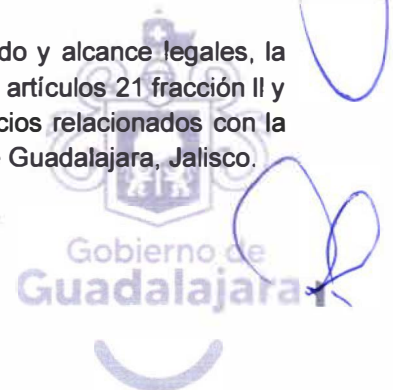 do y alcance legales, la
artículos 21 fracción II y
cios relacionados con la
Guadalajara, Jalisco.
Gobierno de
Guadalajara